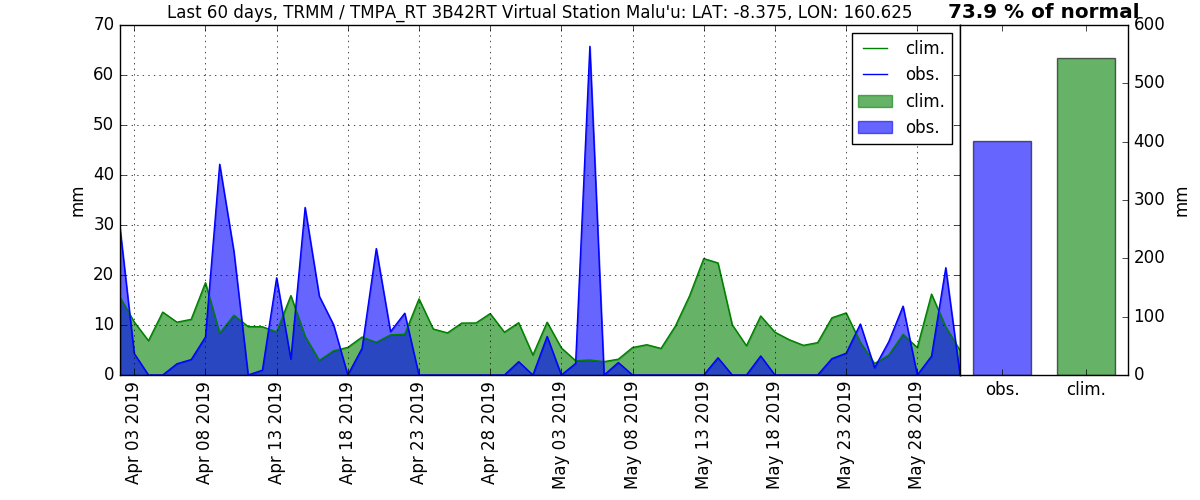 Last 60 days, TRMM / TMPA_RT 3B42RT Virtual Station Malu'u: LAT: -8.375, LON: 160.625
73.9 % of normal
70
60
50
40
30
20
10
0
mm
clim.
obs.
clim.
obs.
600
500
400
300
200
100
0
mm
obs.
clim.
Apr 03 2019
Apr 08 2019
Apr 13 2019
Apr 18 2019
Apr 23 2019
Apr 28 2019
May 03 2019
May 08 2019
May 13 2019
May 18 2019
May 23 2019
May 28 2019